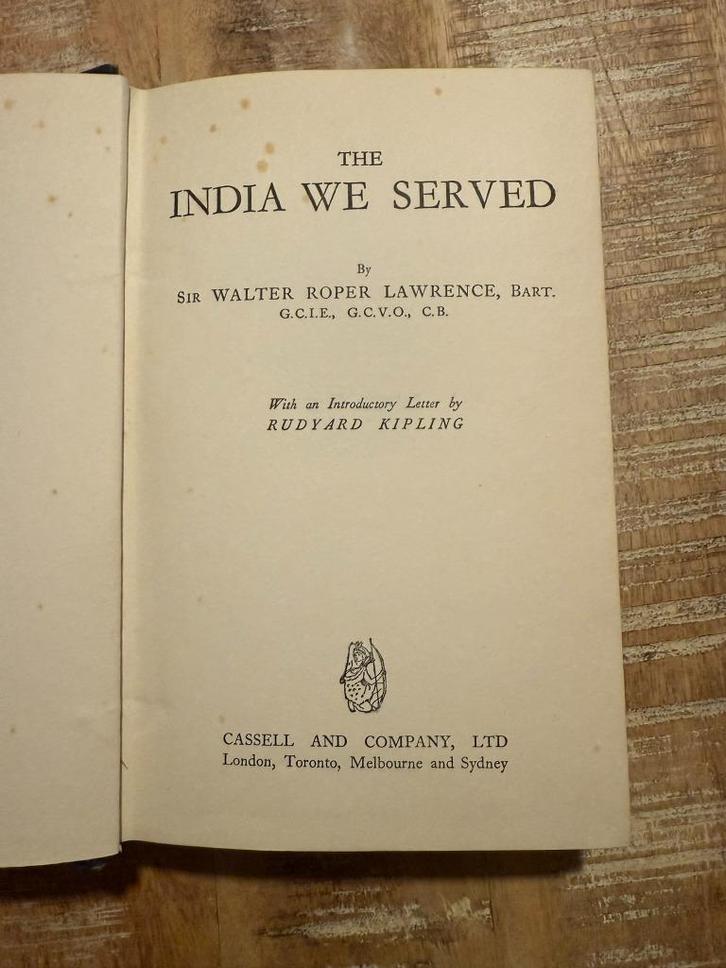 THE
INDIA WE SERVED
By
SIR WALTER ROPER LAWRENCE, BART.
G.C.I.E., G.C.V.O., C.B.
With an Introductory Letter by
RUDYARD KIPLING
CASSELL AND COMPANY, LTD
London, Toronto, Melbourne and Sydney